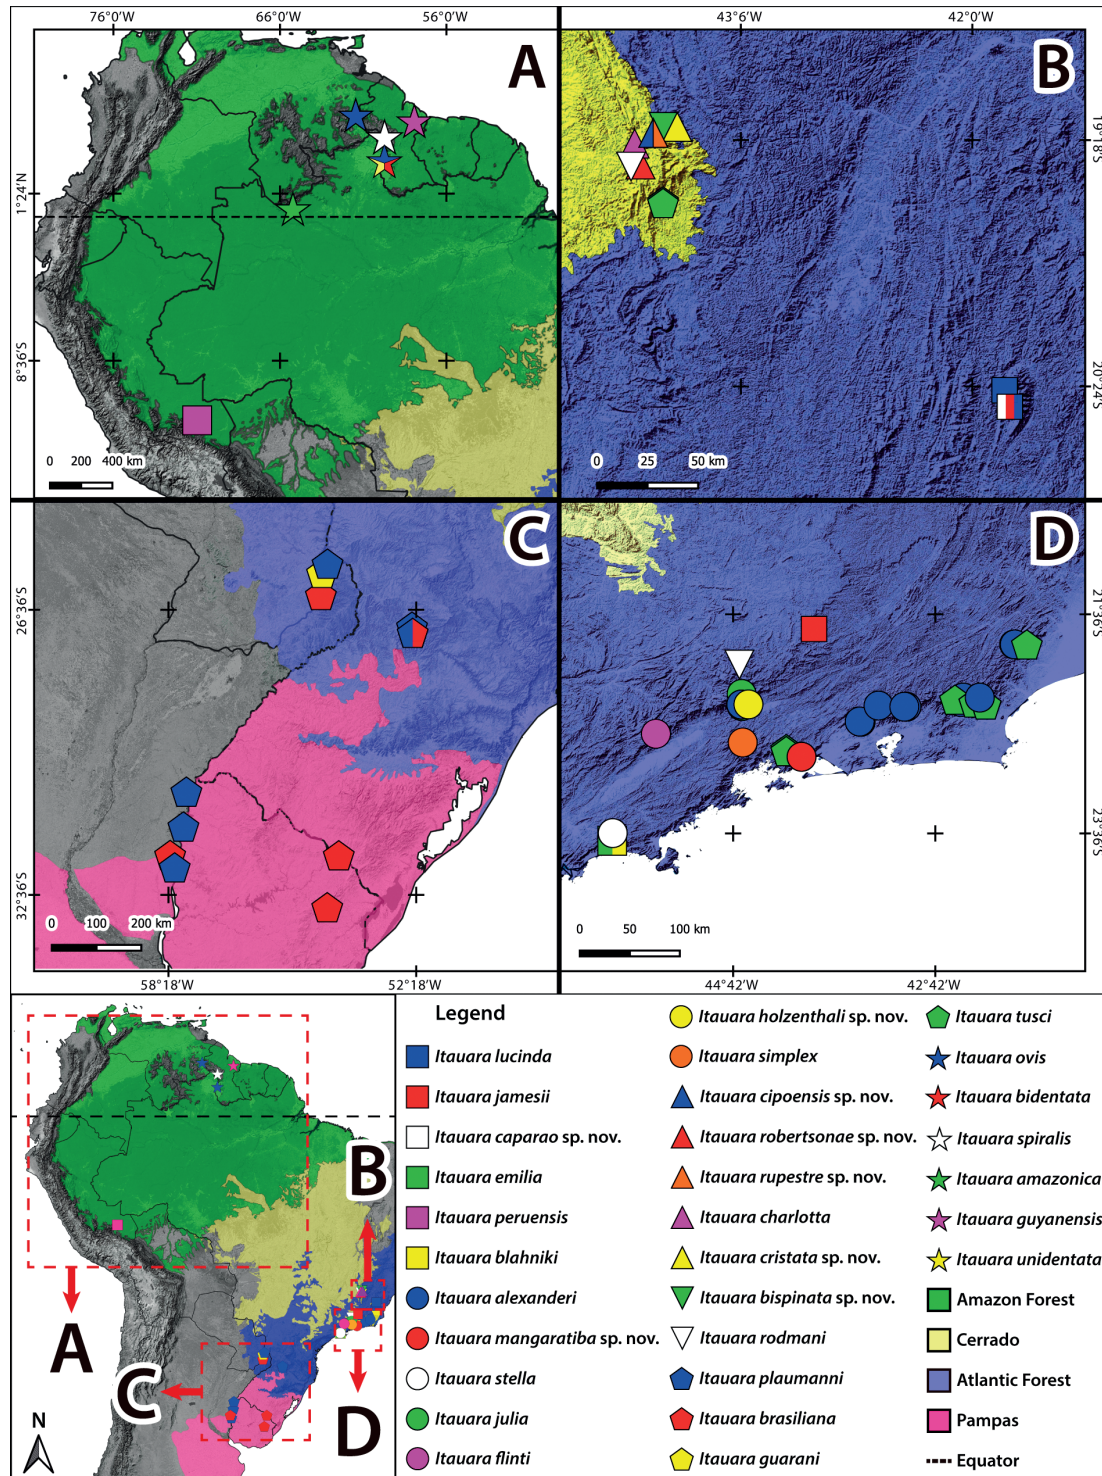 76°0'W 66°0'W 56°0'W
A
1°24'N
8°36'S
0 200 400 km
43°6'W 42°0'W
B
19°18'S
20°24'S
0 25 50 km
C
26°36'S
32°36'S
0 100 200 km
58°18'W 52°18'W
D
21°36'S
23°36'S
0 50 100 km
44°42'W 42°42'W
A
B
C
D
N
Legend
Itauara lucinda
Itauara jamesii
Itauara caparao sp. nov.
Itauara emilia
Itauara peruensis
Itauara blahniki
Itauara alexanderi
Itauara mangaratiba sp. nov.
Itauara stella
Itauara julia
Itauara flinti
Itauara holzenthali sp. nov.
Itauara simplex
Itauara cipoensis sp. nov.
Itauara robertsonae sp. nov.
Itauara rupestre sp. nov.
Itauara charlotta
Itauara cristata sp. nov.
Itauara bispinata sp. nov.
Itauara rodmani
Itauara plaumanni
Itauara brasiliana
Itauara guarani
Itauara tusci
Itauara ovis
Itauara bidentata
Itauara spiralis
Itauara amazonica
Itauara guyanensis
Itauara unidentata
Amazon Forest
Cerrado
Atlantic Forest
Pampas
Equator